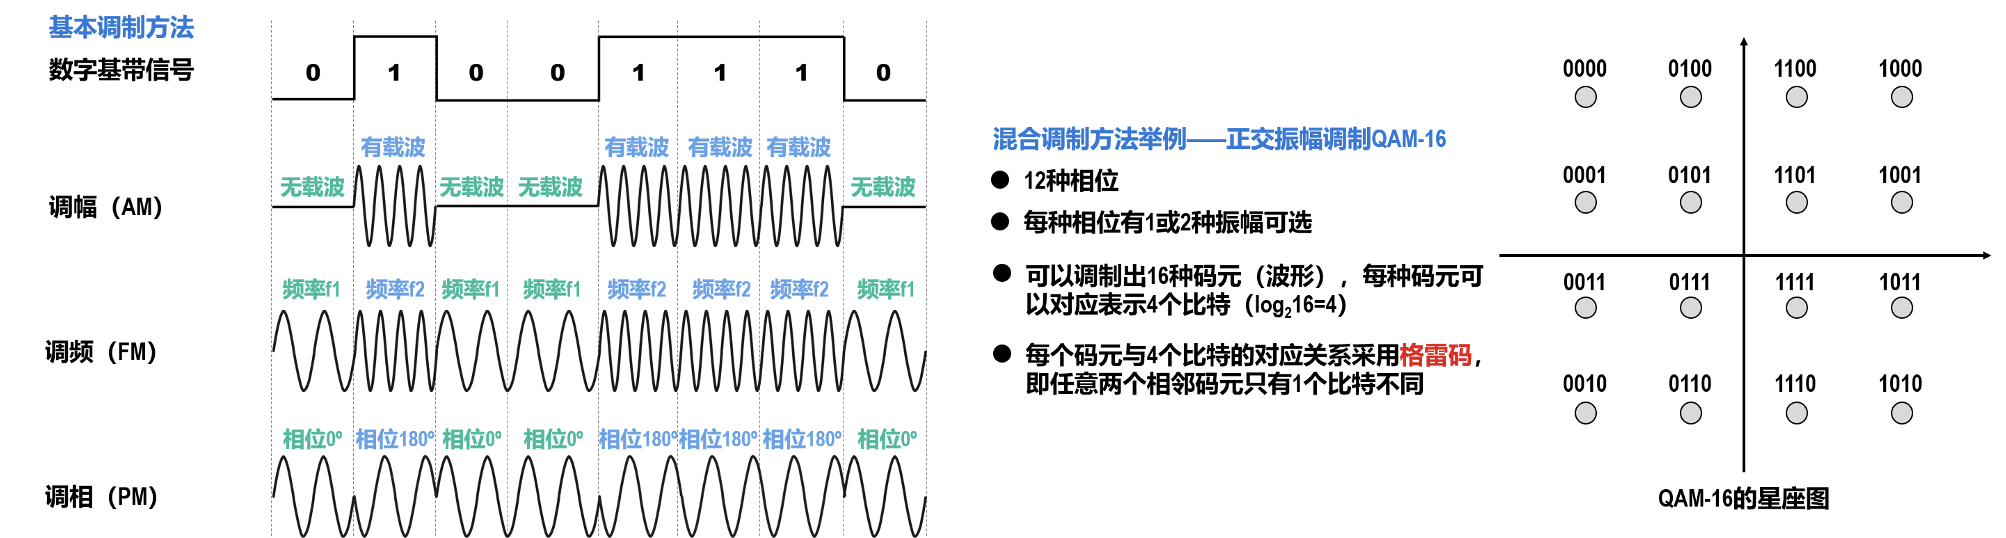 基本调制方法
数字基带信号
0 1 0 0 1 1 1 0
有载波 有载波 有载波 有载波
无载波 无载波 无载波 无载波
调幅（AM）
频率f1 频率f2 频率f1 频率f1 频率f2 频率f2 频率f2 频率f1
调频（FM）
相位0º 相位180º 相位0º 相位0º 相位180º 相位180º 相位180º 相位0º
调相（PM）
混合调制方法举例——正交振幅调制QAM-16
● 12种相位
● 每种相位有1或2种振幅可选
● 可以调制出16种码元（波形），每种码元可
以对应表示4个比特（log₂16=4）
● 每个码元与4个比特的对应关系采用格雷码，
即任意两个相邻码元只有1个比特不同
0000 0100 1100 1000
0001 0101 1101 1001
0011 0111 1111 1011
0010 0110 1110 1010
QAM-16的星座图